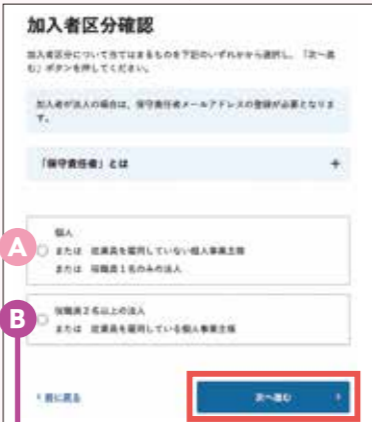 加入者区分確認
加入者区分について当てはまるものを下記のいずれかから選択し、「次へ進
む」ボタンを押してください。
加入者が法人の場合は、保守責任者メールアドレスの登録が必要となりま
す。
「保守責任者」とは +
A
個人
または 従業員を雇用していない個人事業主様
または 役職員1名のみの法人
B
役職員2名以上の法人
または 従業員を雇用している個人事業主様
前に戻る
次へ進む